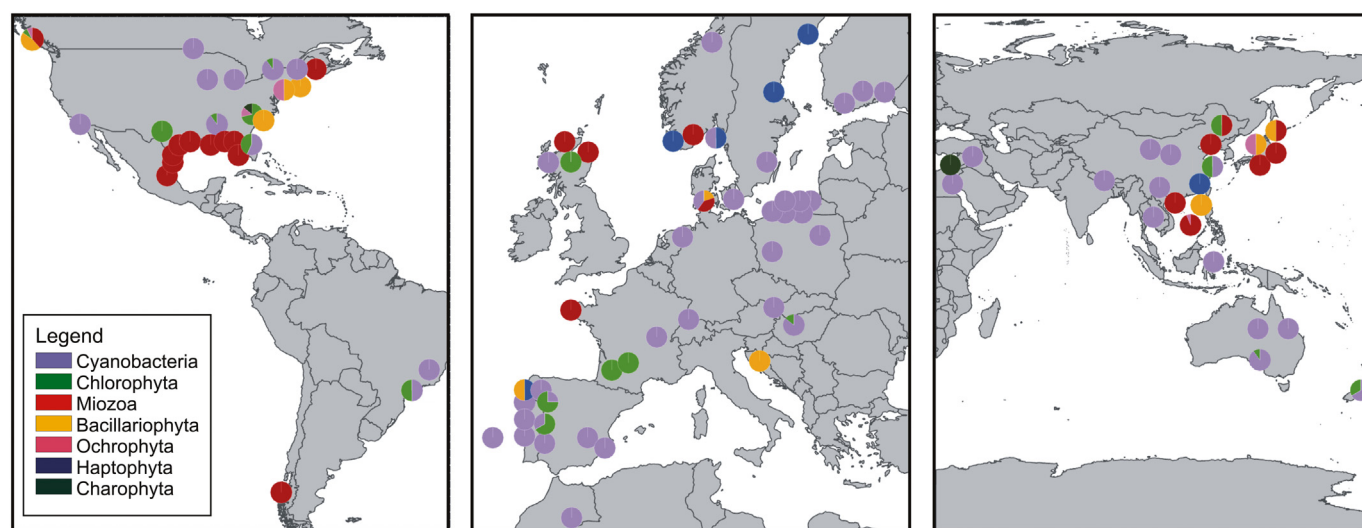 Legend
Cyanobacteria
Chlorophyta
Miozoa
Bacillariophyta
Ochrophyta
Haptophyta
Charophyta